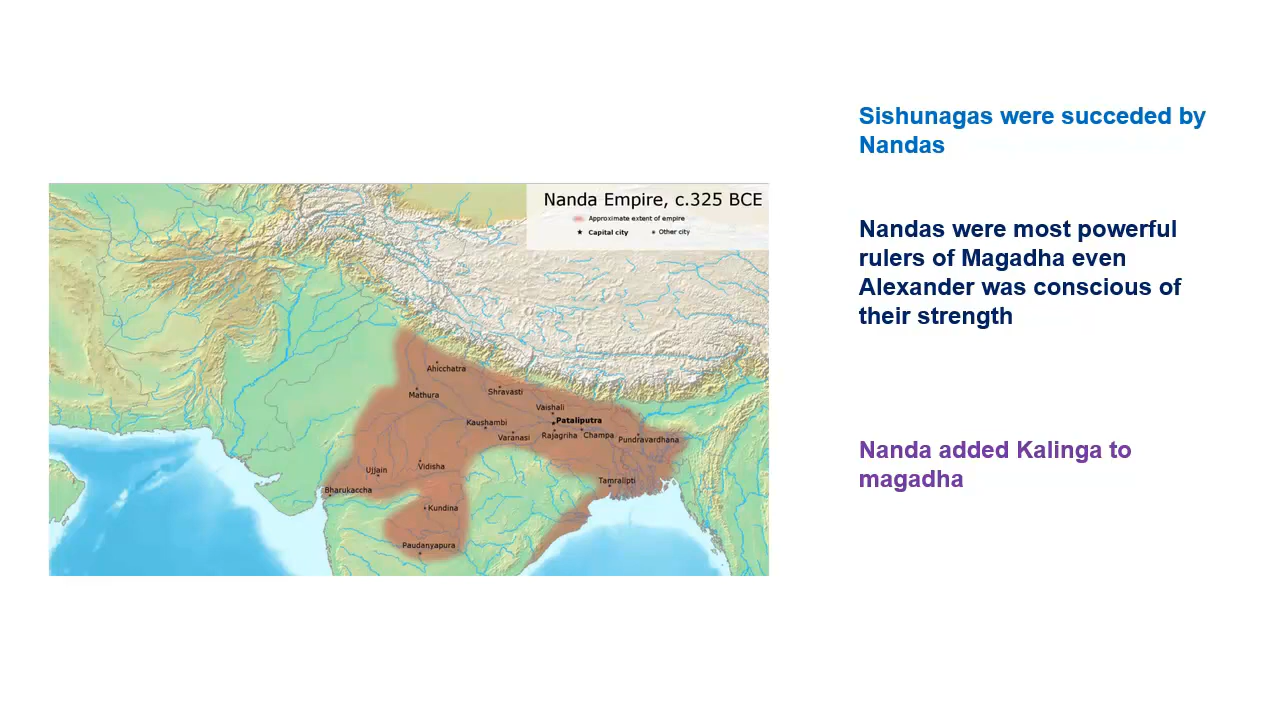 Sishunagas were succeded by
Nandas
Nanda Empire, c.325 BCE
Approximate extent of empire
Capital city
Other city
Nandas were most powerful
rulers of Magadha even
Alexander was conscious of
their strength
Ahicchatra
Mathura
Shravasti
Vaishali
Kaushambi
Pataliputra
Varanasi
Rajagriha
Champa
Pundravardhana
Ujjain
Vidisha
Bharukaccha
Tamralipti
Kundina
Paudanyapura
Nanda added Kalinga to
magadha